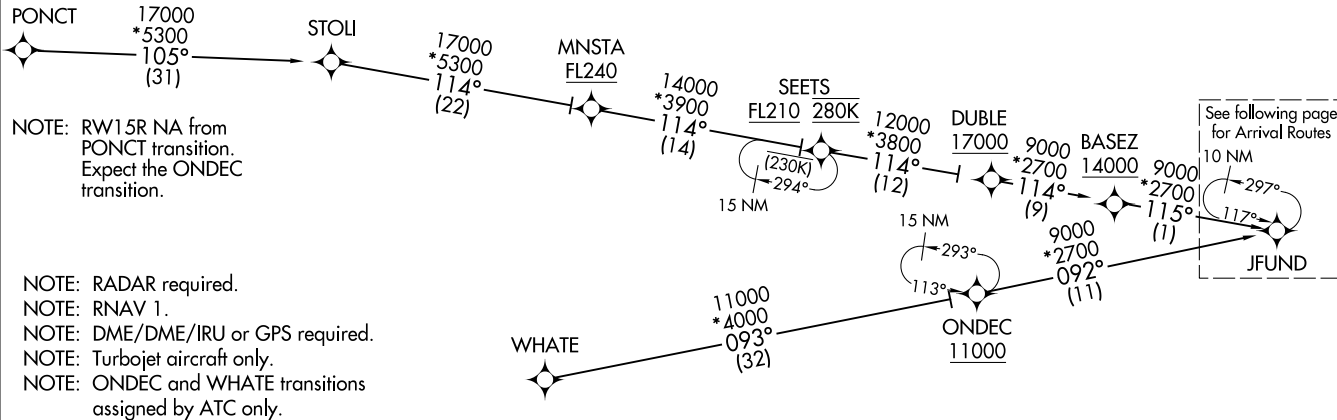 PONCT
17000
*5300
105°
(31)
STOLI
17000
*5300
114°
(22)
MNSTA
FL240
14000
*3900
114°
(14)
SEETS
FL210 280K
(230K)
294°
15 NM
12000
*3800
114°
(12)
DUBLE
17000
9000
*2700
114°
(9)
BASEZ
14000
9000
*2700
115°
(1)
See following page
for Arrival Routes
10 NM
297°
117°
JFUND
NOTE: RW15R NA from
PONCT transition.
Expect the ONDEC
transition.
15 NM
293°
113°
ONDEC
11000
9000
*2700
092°
(11)
11000
*4000
093°
(32)
WHATE
NOTE: RADAR required.
NOTE: RNAV 1.
NOTE: DME/DME/IRU or GPS required.
NOTE: Turbojet aircraft only.
NOTE: ONDEC and WHATE transitions
assigned by ATC only.